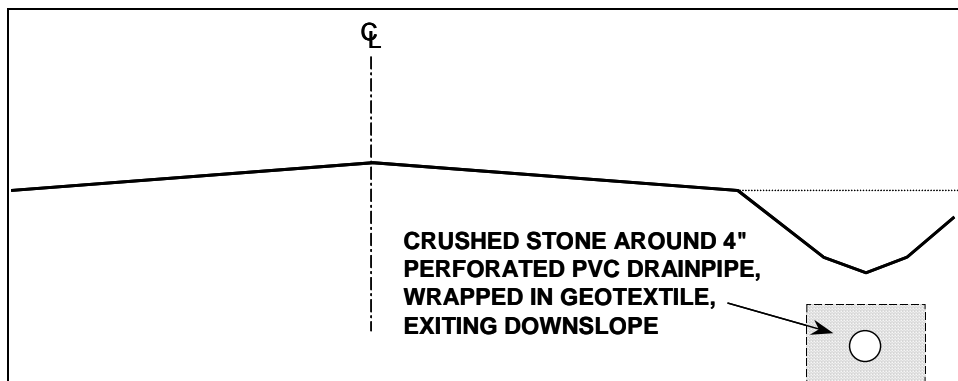 ℄
CRUSHED STONE AROUND 4"
PERFORATED PVC DRAINPIPE,
WRAPPED IN GEOTEXTILE,
EXITING DOWNSLOPE